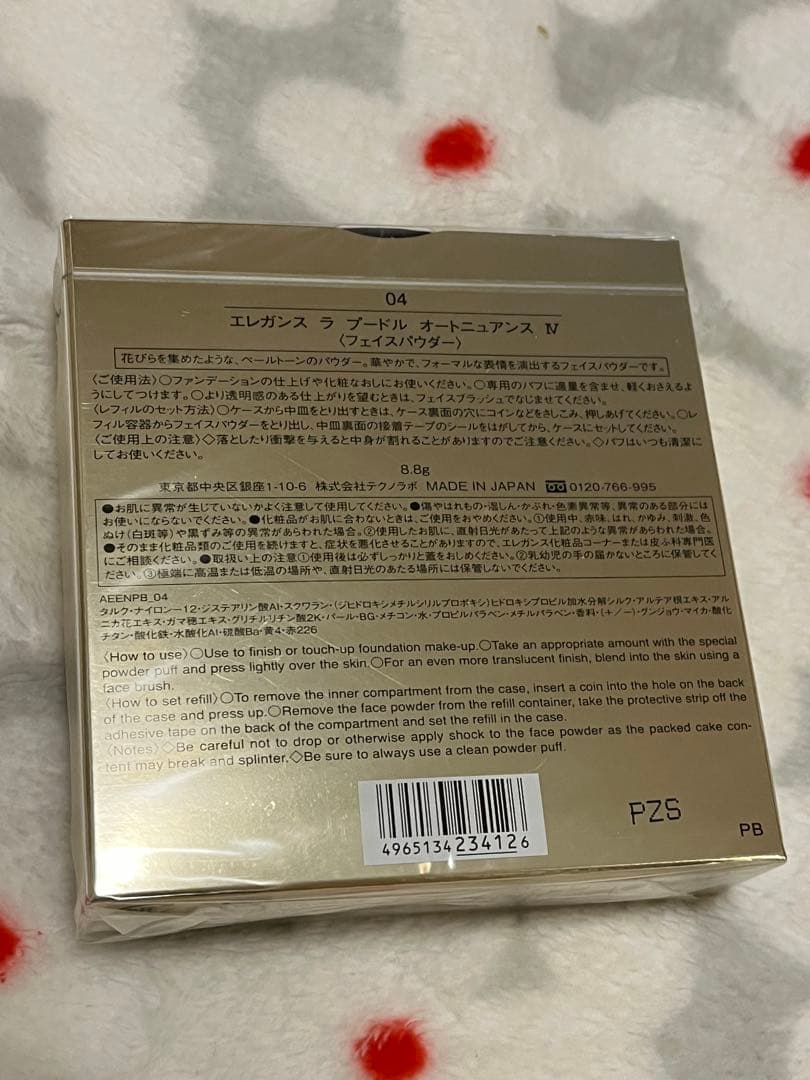 04
エレガンス ラ プードル オートニュアンス Ⅳ
〈フェイスパウダー〉
花びらを集めたような、ペールトーンのパウダー。華やかで、フォーマルな表情を演出するフェイスパウダーです。
〈ご使用法〉○ファンデーションの仕上げや化粧なおしにお使いください。○専用のパフに適量を含ませ、軽くおさえるよう
にしてつけます。○より透明感のある仕上がりを望むときは、フェイスブラッシュでなじませてください。
〈レフィルのセット方法〉○ケースから中皿をとり出すときは、ケース裏面の穴にコインなどをさしこみ、押しあげてください。○レ
フィル容器からフェイスパウダーをとり出し、中皿裏面の接着テープのシールをはがしてから、ケースにセットしてください。
〈ご使用上の注意〉◇落としたり衝撃を与えると中身が割れることがありますのでご注意ください。◇パフはいつも清潔に
してお使いください。
8.8g
東京都中央区銀座1-10-6 株式会社テクノラボ MADE IN JAPAN 0120-766-995
●お肌に異常が生じていないかよく注意して使用してください。●傷やはれもの・湿しん・かぶれ・色素異常等、異常のある部分には
お使いにならないでください。●化粧品がお肌に合わないときは、ご使用をおやめください。①使用中、赤味、はれ、かゆみ、刺激、色
ぬけ(白斑等)や黒ずみ等の異常があらわれた場合。②使用したお肌に、直射日光があたって上記のような異常があらわれた場合。
●そのまま化粧品類のご使用を続けますと、症状を悪化させることがありますので、エレガンス化粧品コーナーまたは皮ふ科専門医
にご相談ください。●取扱い上の注意①使用後は必ずしっかりと蓋をおしめください。②乳幼児の手の届かないところに保管してく
ださい。③極端に高温または低温の場所や、直射日光のあたる場所には保管しないでください。
AEENPB_04
タルク・ナイロン-12・ジステアリン酸Al・スクワラン・(ジヒドロキシメチルシリルプロポキシ)ヒドロキシプロピル加水分解シルク・アルテア根エキス・アル
ニカ花エキス・ガマ穂エキス・グリチルリチン酸2K・パール・BG・メチコン・水・プロピルパラベン・メチルパラベン・香料・(+/-)・グンジョウ・マイカ・酸化
チタン・酸化鉄・水酸化Al・硫酸Ba・黄4・赤226
〈How to use〉○Use to finish or touch-up foundation make-up.○Take an appropriate amount with the special
powder puff and press lightly over the skin.○For an even more translucent finish, blend into the skin using a
face brush.
〈How to set refill〉○To remove the inner compartment from the case, insert a coin into the hole on the back
of the case and press up.○Remove the face powder from the refill container, take the protective strip off the
adhesive tape on the back of the compartment and set the refill in the case.
〈Notes〉◇Be careful not to drop or otherwise apply shock to the face powder as the packed cake con-
tent may break and splinter.◇Be sure to always use a clean powder puff.
4965134234126
PZS
PB